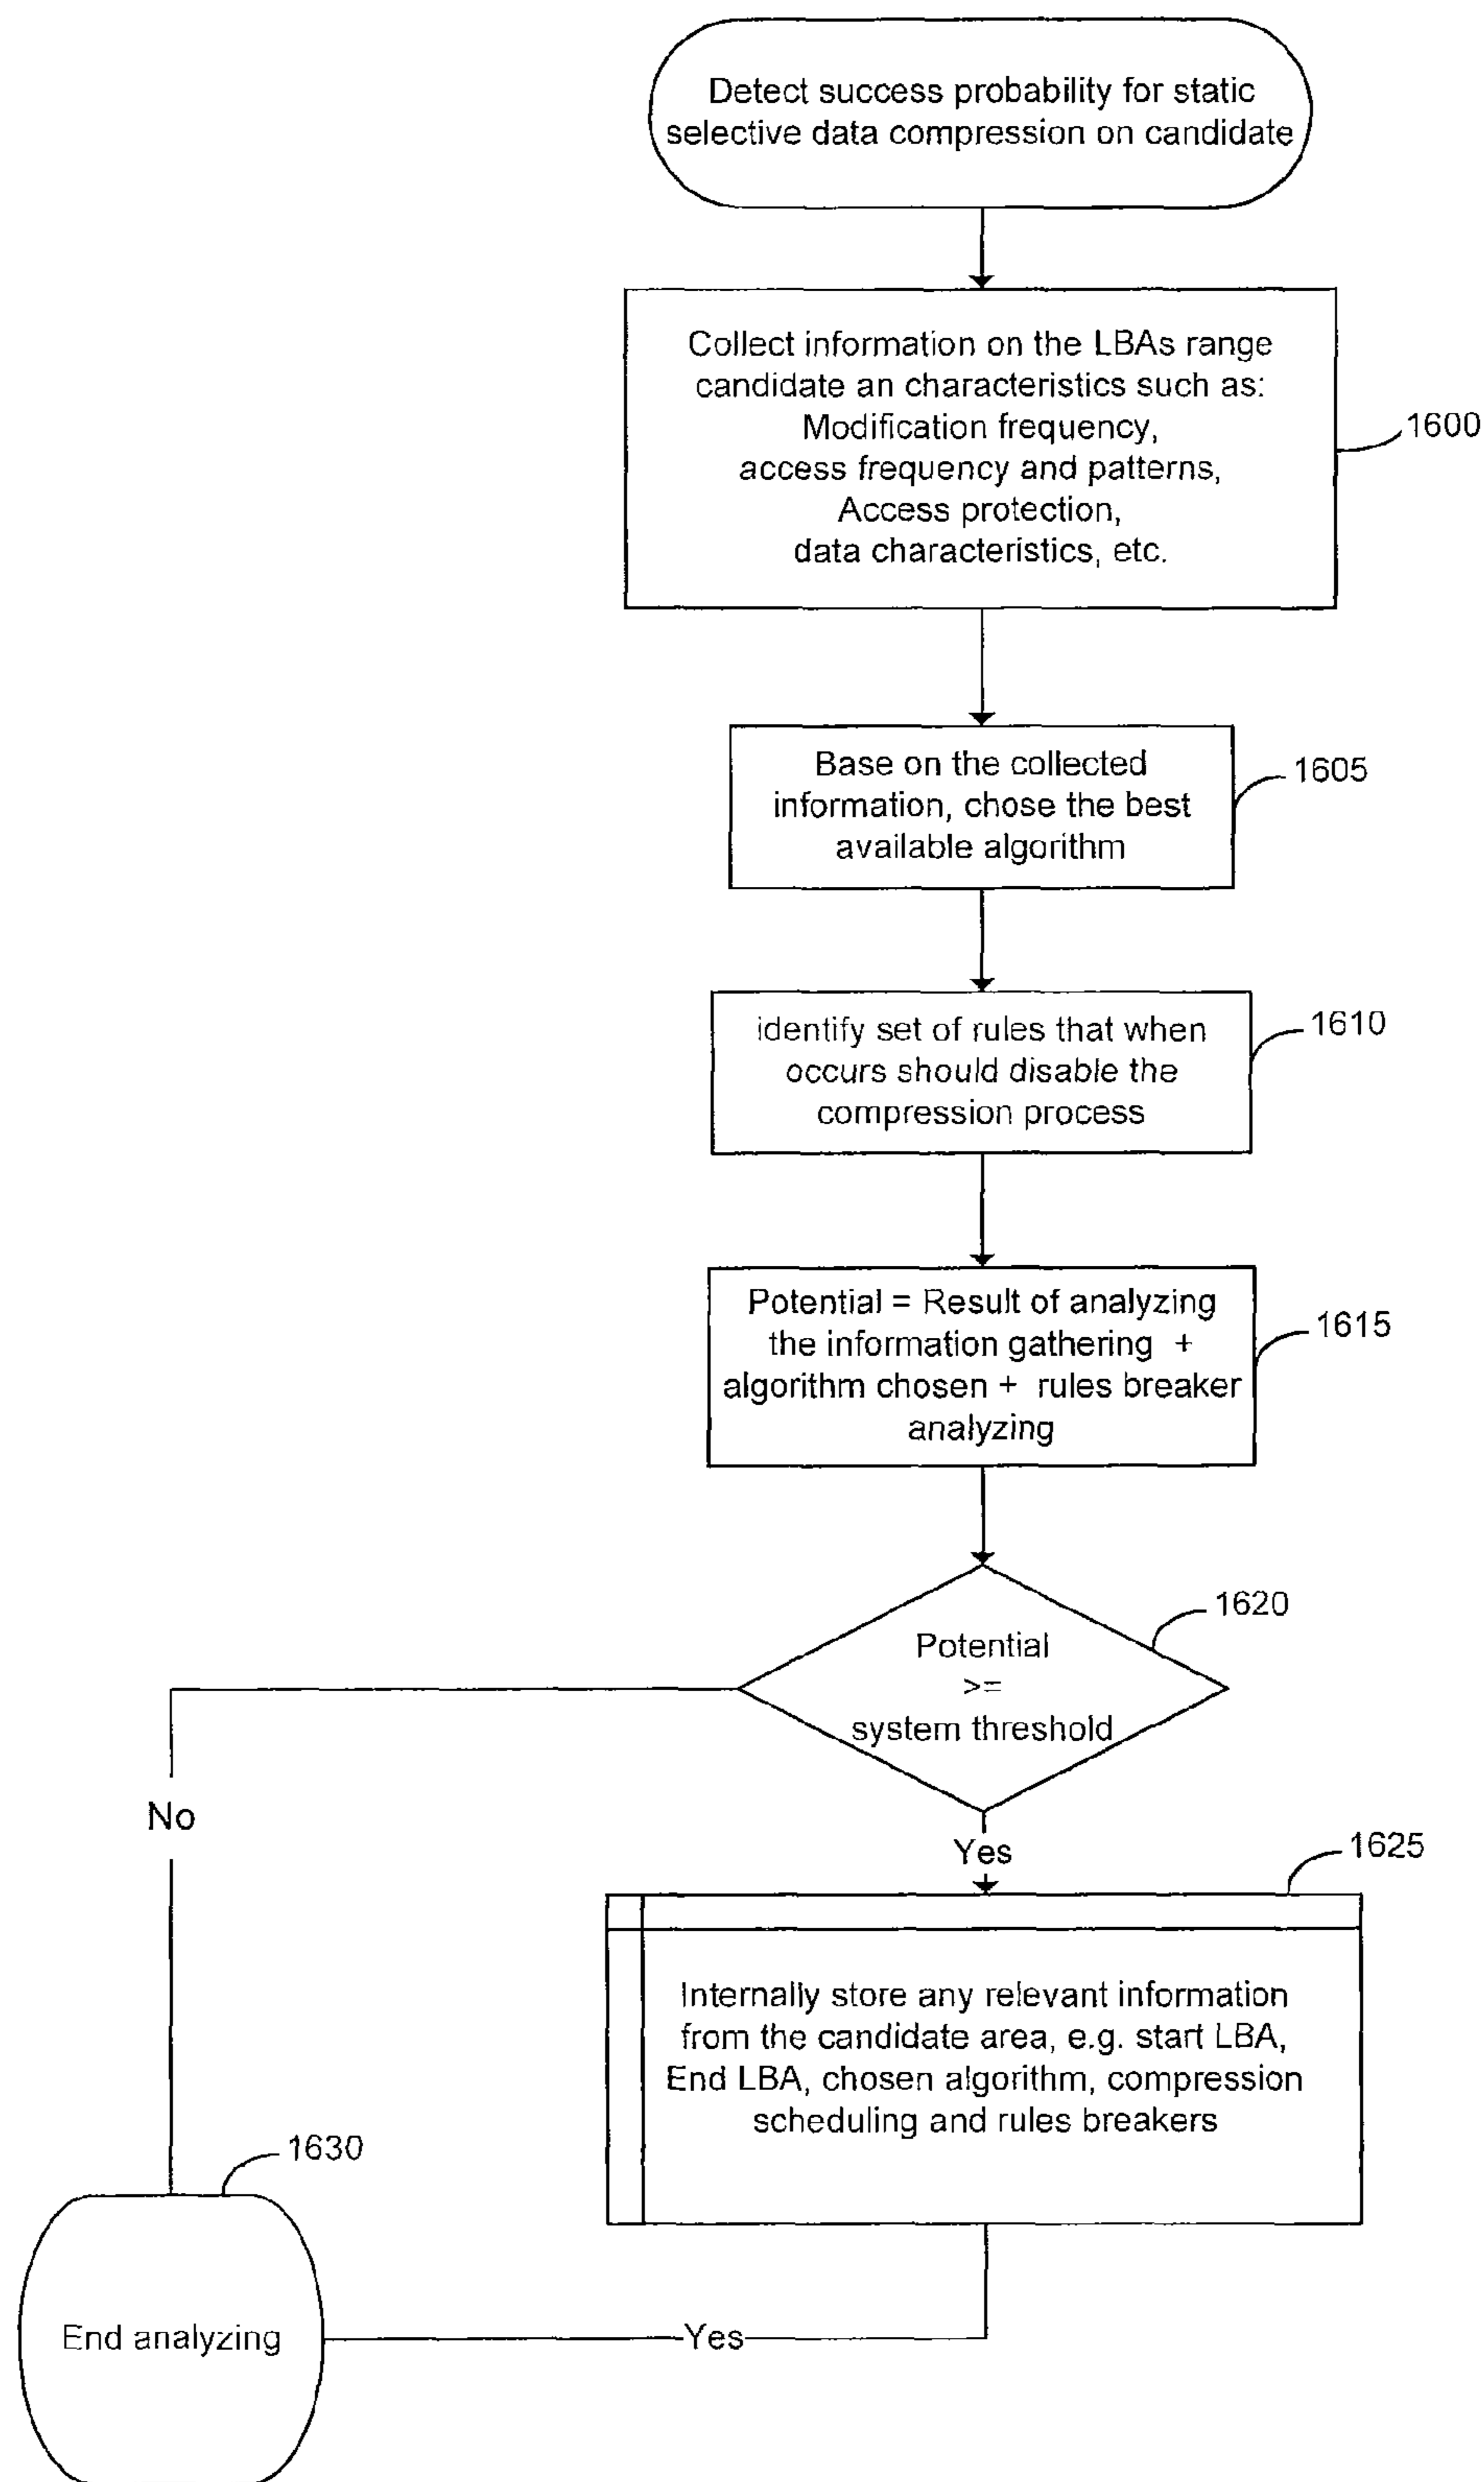 Detect success probability for static
selective data compression on candidate
Collect information on the LBAs range
candidate an characteristics such as:
Modification frequency,
access frequency and patterns,
Access protection,
data characteristics, etc.
1600
Base on the collected
information, chose the best
available algorithm
1605
identify set of rules that when
occurs should disable the
compression process
1610
Potential = Result of analyzing
the information gathering +
algorithm chosen + rules breaker
analyzing
1615
Potential
>=
system threshold
1620
No
Yes
1625
Internally store any relevant information
from the candidate area, e.g. start LBA,
End LBA, chosen algorithm, compression
scheduling and rules breakers
1630
End analyzing
Yes